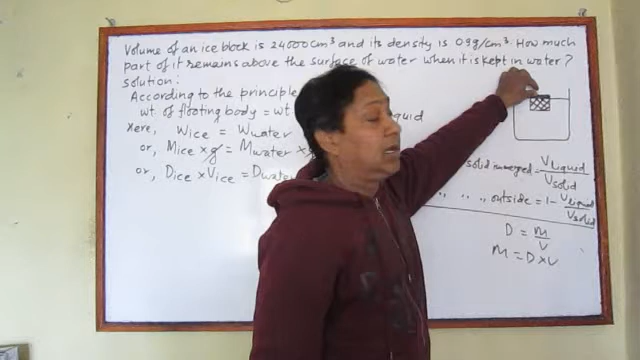 Volume of an ice block is 24000 cm³ and its density is 0.9g/cm³. How much
part of it remains above the surface of water when it is kept in water?
solution:
According to the principle
wt of floating body = wt
liquid
Here, Wice = Wwater
or, Mice × g = Mwater ×
or, Dice × Vice = Dwater
solid immersed = Vliquid / Vsolid
" " " outside = 1 - Vliquid / Vsolid
D = m / V
M = D × V